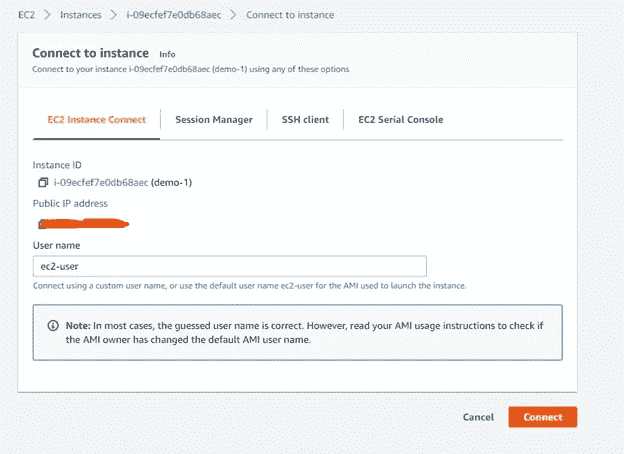 EC2 > Instances > i-09ecfef7e0db68aec > Connect to instance
Connect to instance Info
Connect to your instance i-09ecfef7e0db68aec (demo-1) using any of these options
EC2 Instance Connect Session Manager SSH client EC2 Serial Console
Instance ID
i-09ecfef7e0db68aec (demo-1)
Public IP address
User name
ec2-user
Connect using a custom user name, or use the default user name ec2-user for the AMI used to launch the instance.
Note: In most cases, the guessed user name is correct. However, read your AMI usage instructions to check if
the AMI owner has changed the default AMI user name.
Cancel Connect